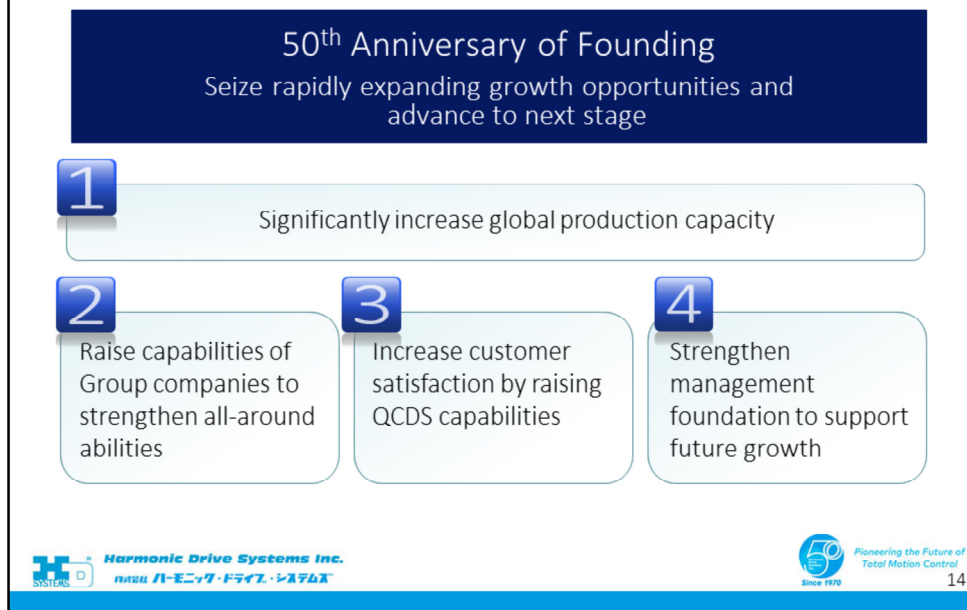 50th Anniversary of Founding
Seize rapidly expanding growth opportunities and
advance to next stage
1
Significantly increase global production capacity
2
Raise capabilities of
Group companies to
strengthen all-around
abilities
3
Increase customer
satisfaction by raising
QCDS capabilities
4
Strengthen
management
foundation to support
future growth
SYSTEMS
Harmonic Drive Systems Inc.
株式会社 ハーモニック・ドライブ・システムズ
50
Since 1970
Pioneering the Future of
Total Motion Control
14